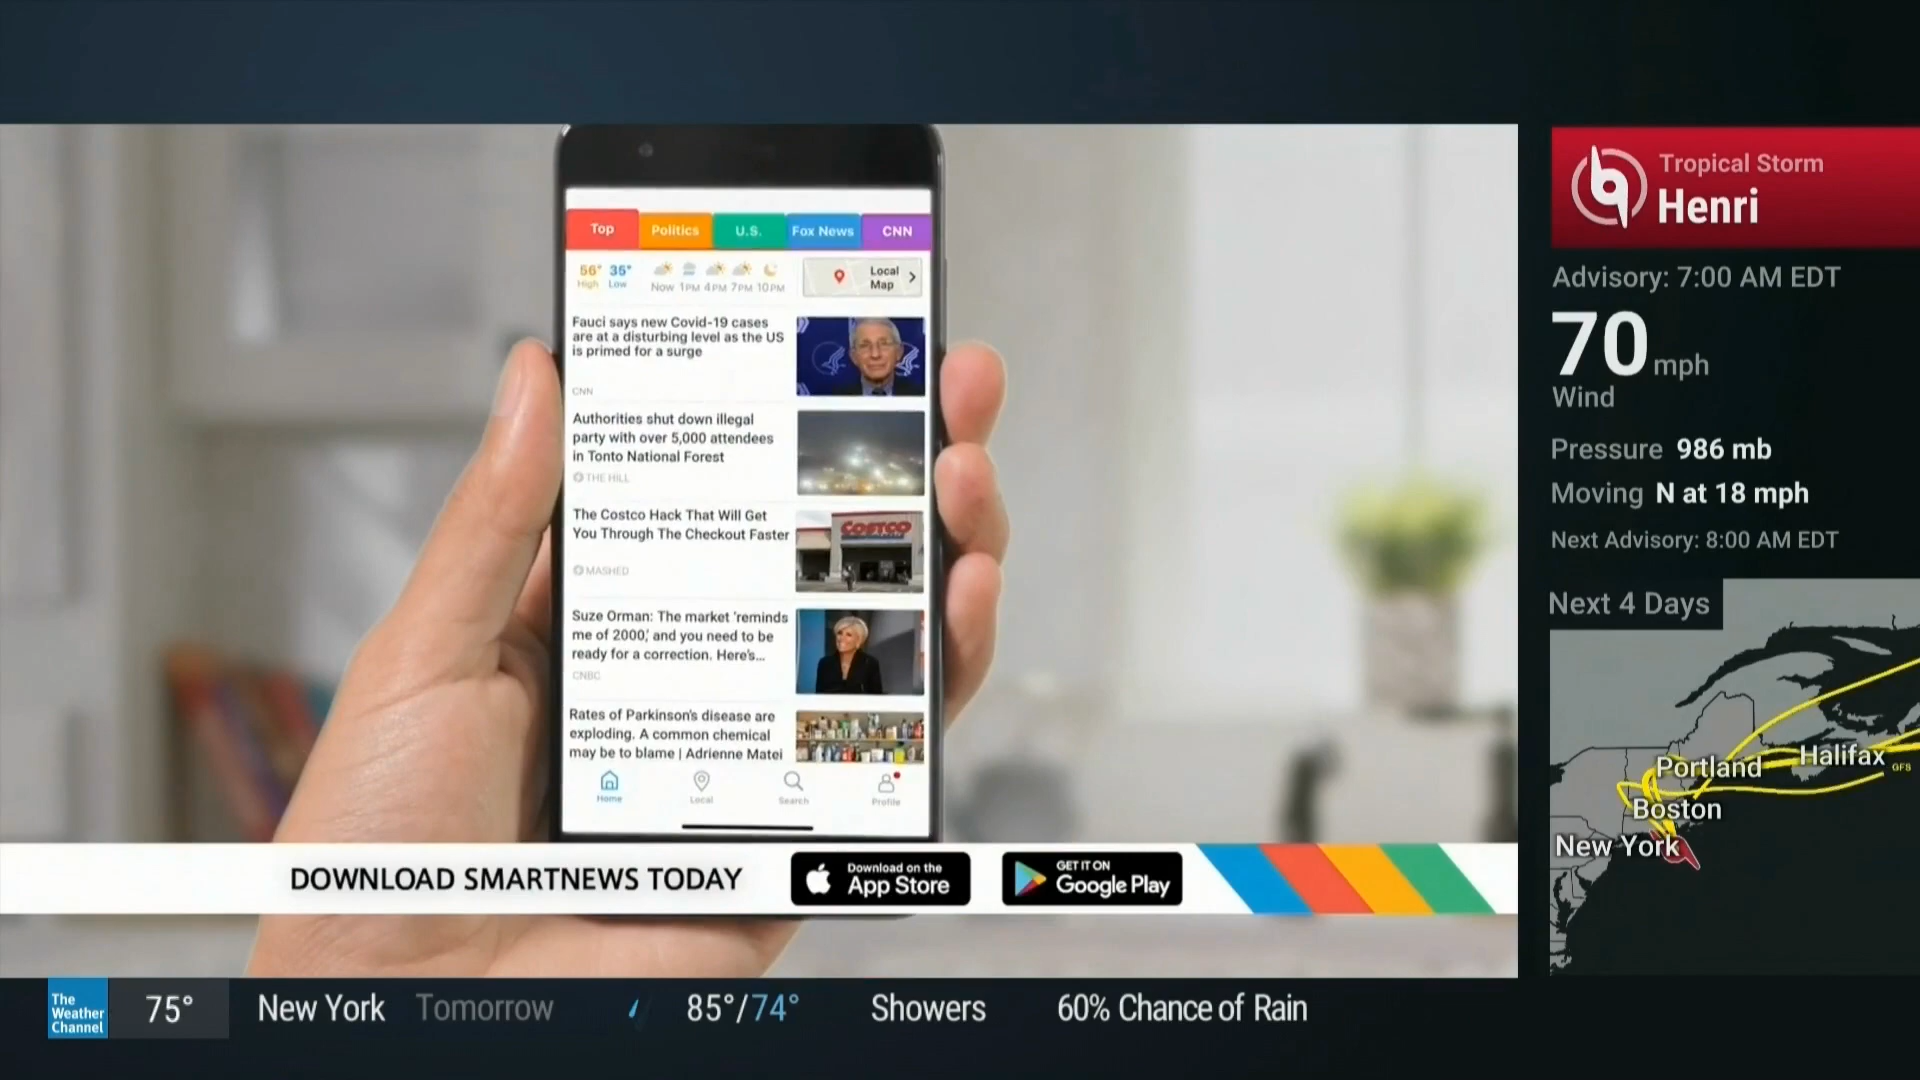 Top
Politics
U.S.
Fox News
CNN
56° 35°
High Low
Now 1PM 4PM 7PM 10PM
Local
Map
Fauci says new Covid-19 cases
are at a disturbing level as the US
is primed for a surge
CNN
Authorities shut down illegal
party with over 5,000 attendees
in Tonto National Forest
THE HILL
The Costco Hack That Will Get
You Through The Checkout Faster
MASHED
COSTCO
Suze Orman: The market 'reminds
me of 2000,' and you need to be
ready for a correction. Here's...
CNBC
Rates of Parkinson's disease are
exploding. A common chemical
may be to blame | Adrienne Matei
Home
Local
Search
Profile
DOWNLOAD SMARTNEWS TODAY
Download on the
App Store
GET IT ON
Google Play
Tropical Storm
Henri
Advisory: 7:00 AM EDT
70 mph
Wind
Pressure 986 mb
Moving N at 18 mph
Next Advisory: 8:00 AM EDT
Next 4 Days
Portland
Halifax
GFS
Boston
New York
The
Weather
Channel
75°
New York Tomorrow 85°/74° Showers 60% Chance of Rain